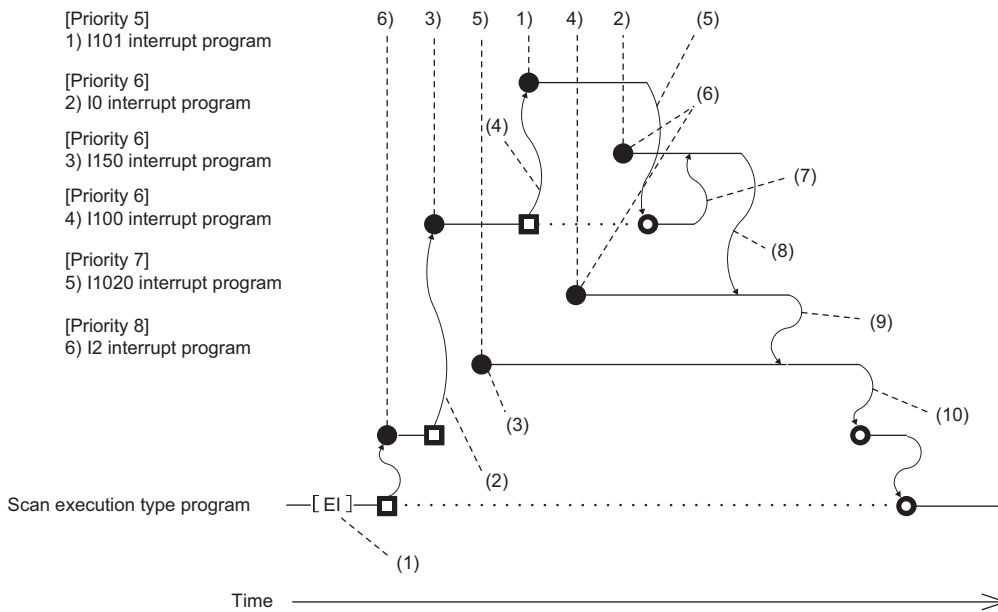 [Priority 5]
1) I101 interrupt program
6) 3) 5) 1) 4) 2) (5)
[Priority 6]
2) I0 interrupt program
(6)
[Priority 6]
3) I150 interrupt program
(4)
(7)
[Priority 6]
4) I100 interrupt program
(8)
[Priority 7]
5) I1020 interrupt program
(9)
[Priority 8]
6) I2 interrupt program
(10)
(3)
(2)
Scan execution type program [ EI ]
(1)
Time